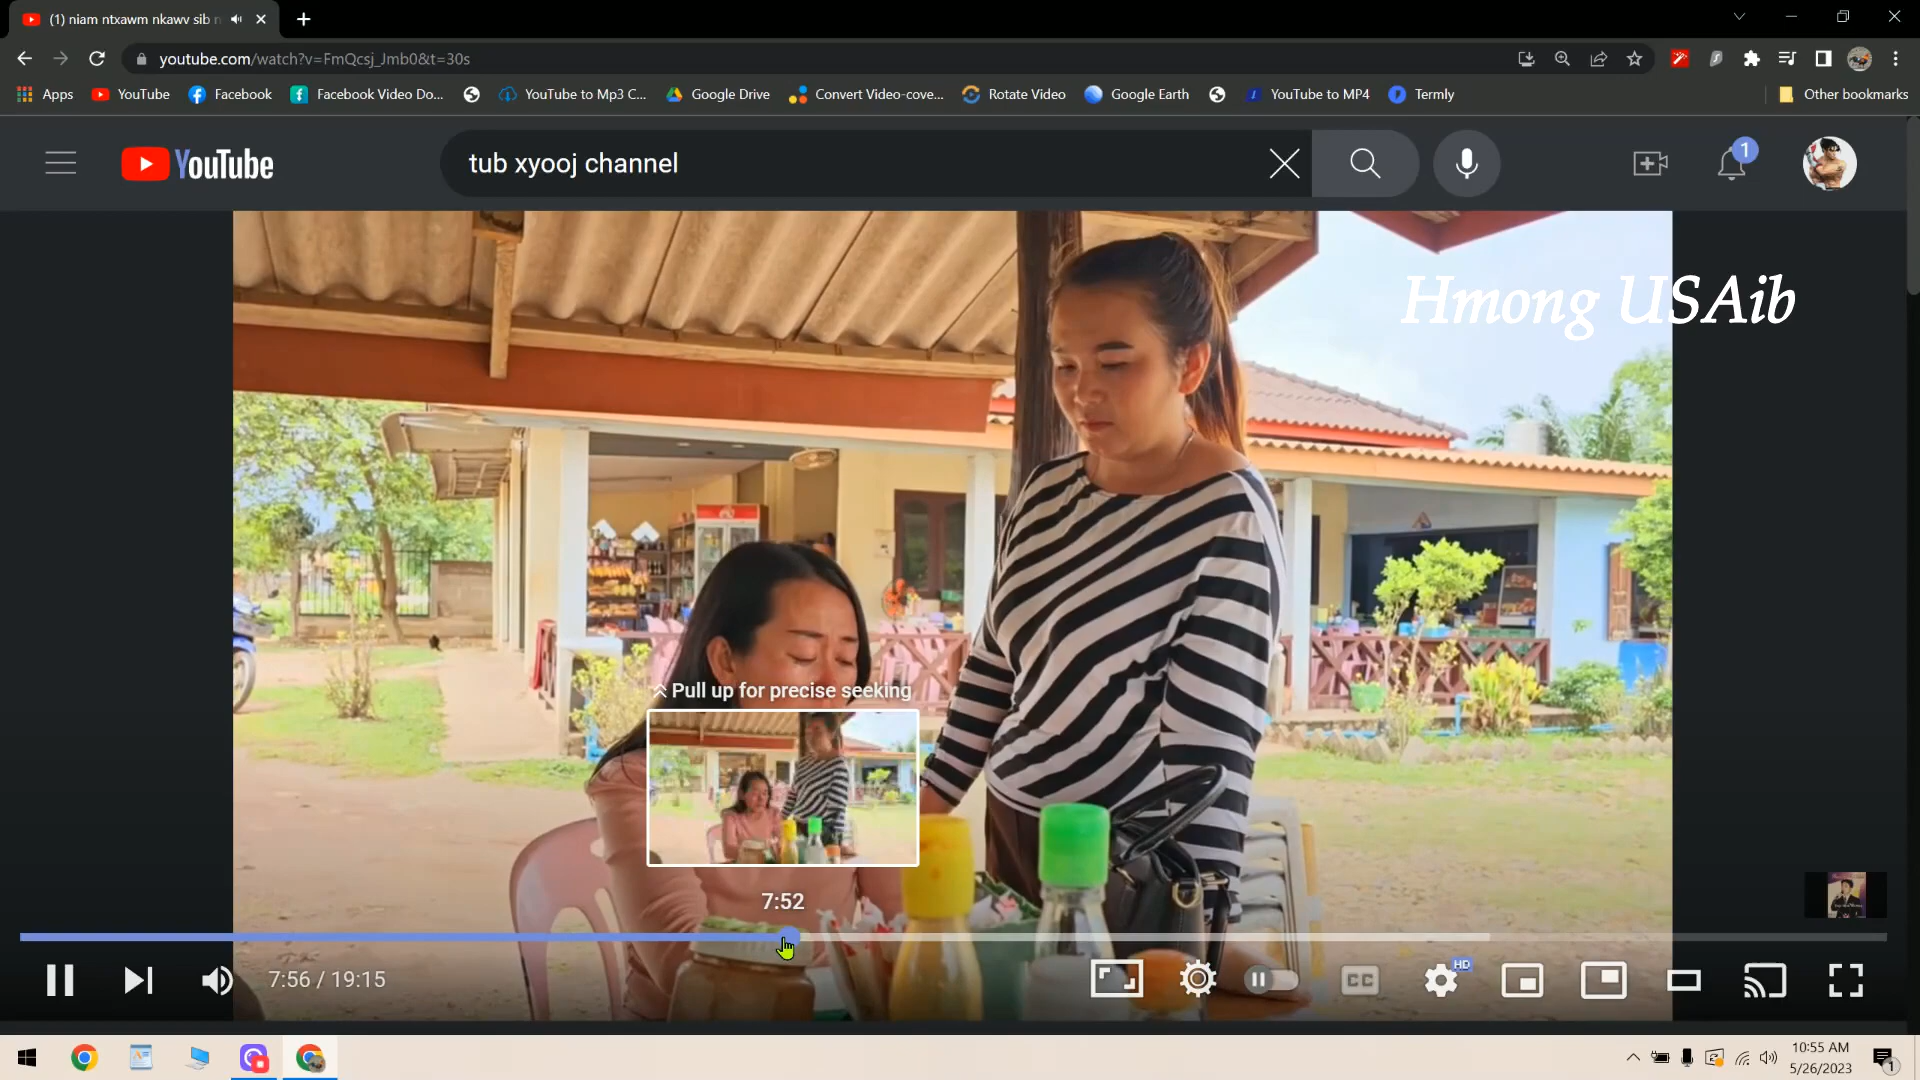 (1) niam ntxawm nkawv sib
youtube.com/watch?v=FmQcsj_Jmb0&t=30s
Apps YouTube Facebook Facebook Video Do... YouTube to Mp3 C... Google Drive Convert Video-cove... Rotate Video Google Earth YouTube to MP4 Termly Other bookmarks
YouTube
tub xyooj channel
1
Hmong USAib
Pull up for precise seeking
7:52
7:56 / 19:15
CC
HD
10:55 AM
5/26/2023
1